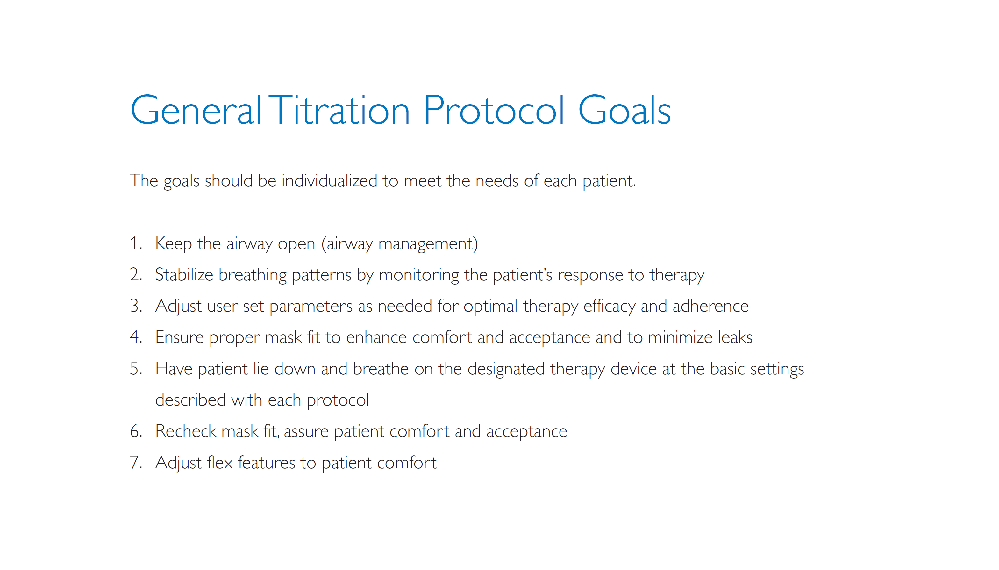 General Titration Protocol Goals
The goals should be individualized to meet the needs of each patient.
1. Keep the airway open (airway management)
2. Stabilize breathing patterns by monitoring the patient’s response to therapy
3. Adjust user set parameters as needed for optimal therapy efficacy and adherence
4. Ensure proper mask fit to enhance comfort and acceptance and to minimize leaks
5. Have patient lie down and breathe on the designated therapy device at the basic settings
described with each protocol
6. Recheck mask fit, assure patient comfort and acceptance
7. Adjust flex features to patient comfort